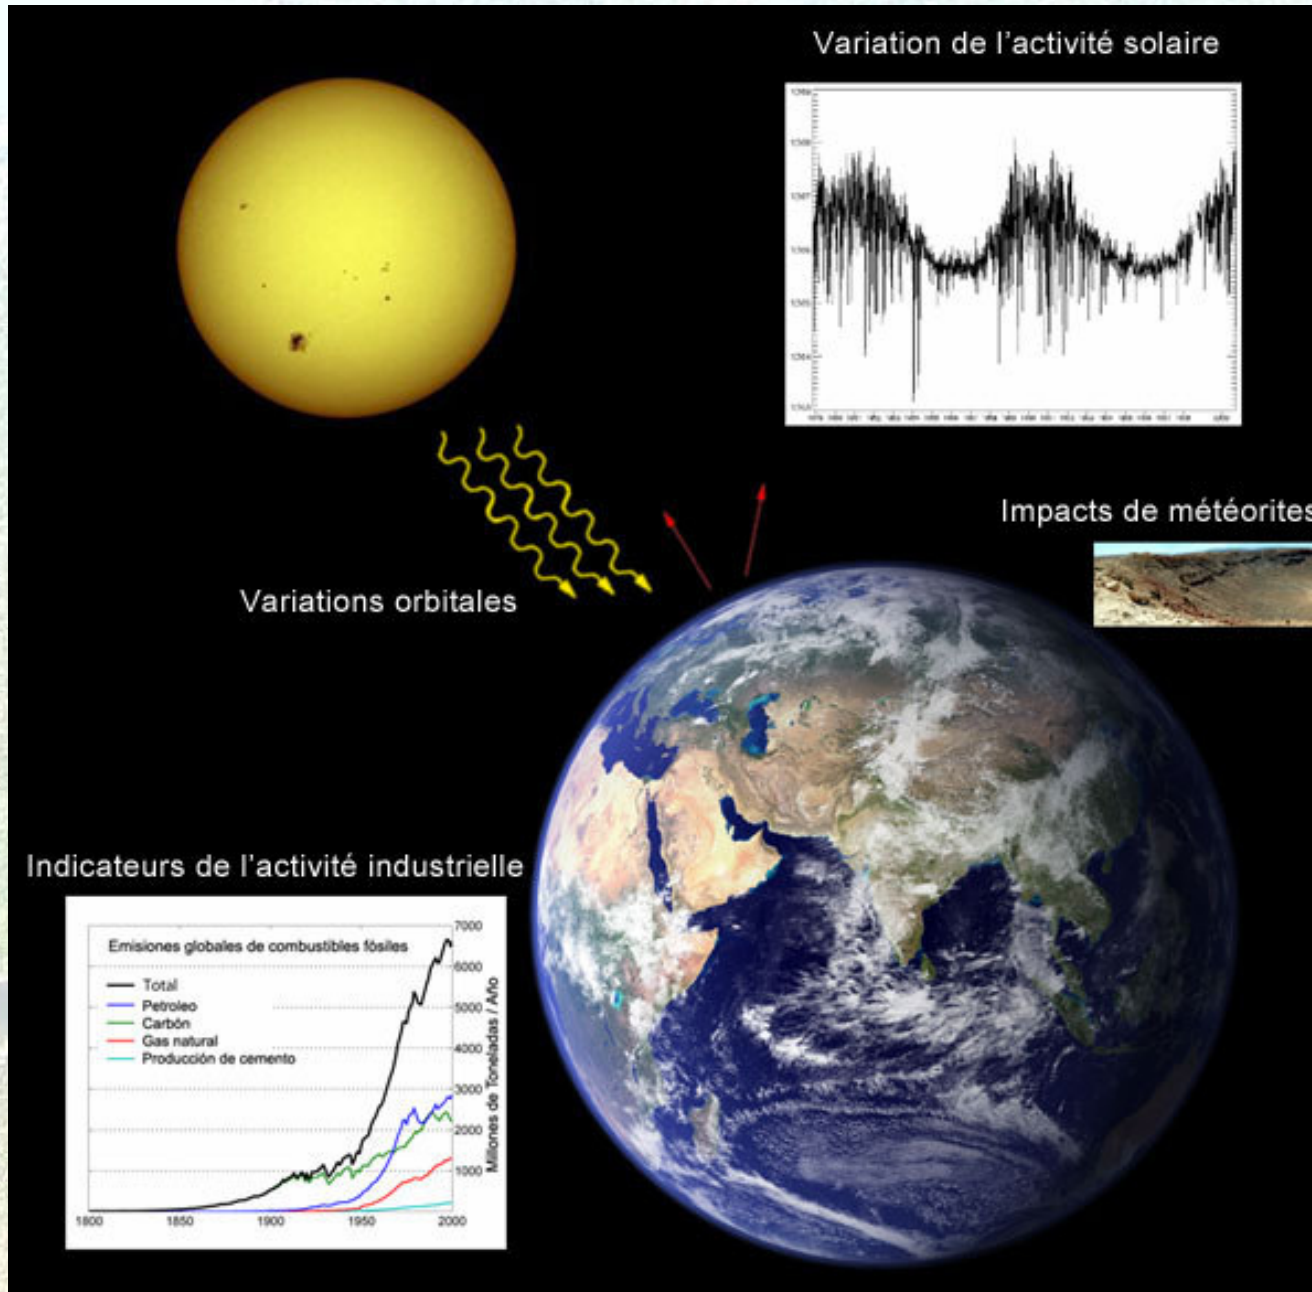 Variation de l'activité solaire
Impacts de météorites
Variations orbitales
Indicateurs de l'activité industrielle
Emisiones globales de combustibles fósiles
Total
Petroleo
Carbón
Gas natural
Producción de cemento
7000
6000
5000
4000
3000
2000
1000
Millones de Toneladas / Año
1800 1850 1900 1950 2000